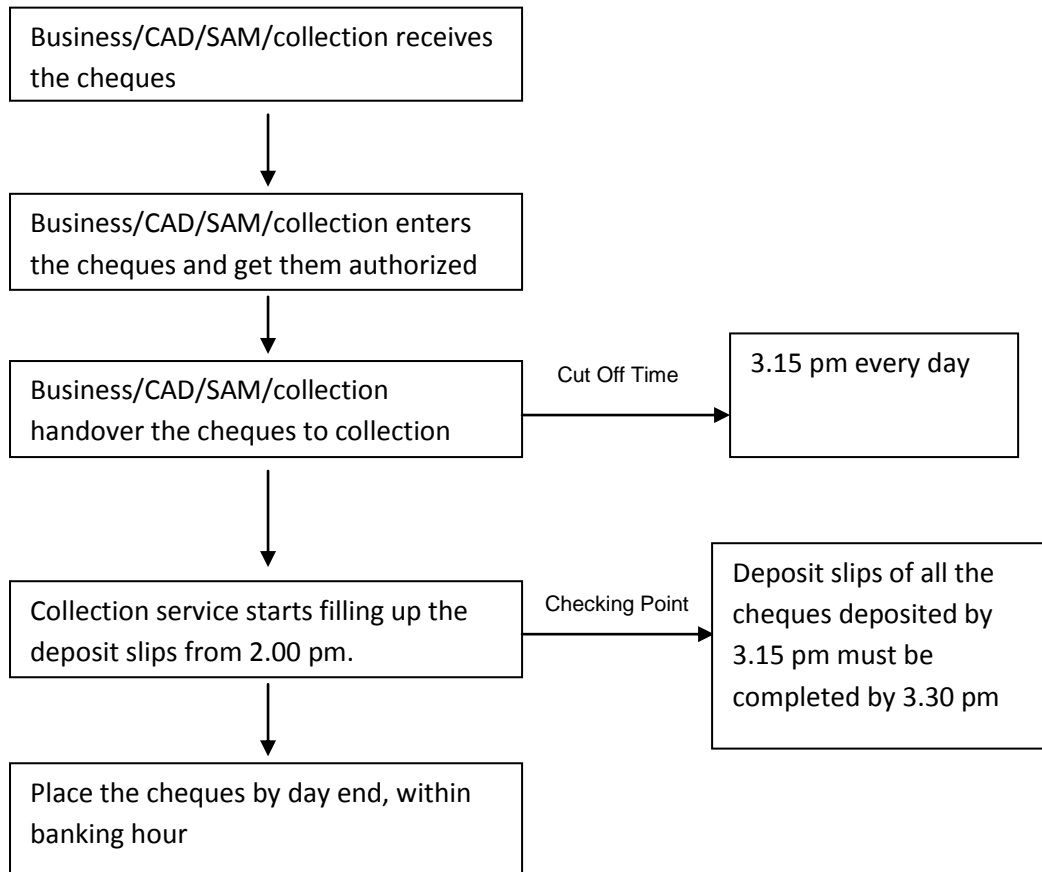 Business/CAD/SAM/collection receives
the cheques
Business/CAD/SAM/collection enters
the cheques and get them authorized
Business/CAD/SAM/collection
handover the cheques to collection
Cut Off Time
3.15 pm every day
Collection service starts filling up the
deposit slips from 2.00 pm.
Checking Point
Deposit slips of all the
cheques deposited by
3.15 pm must be
completed by 3.30 pm
Place the cheques by day end, within
banking hour